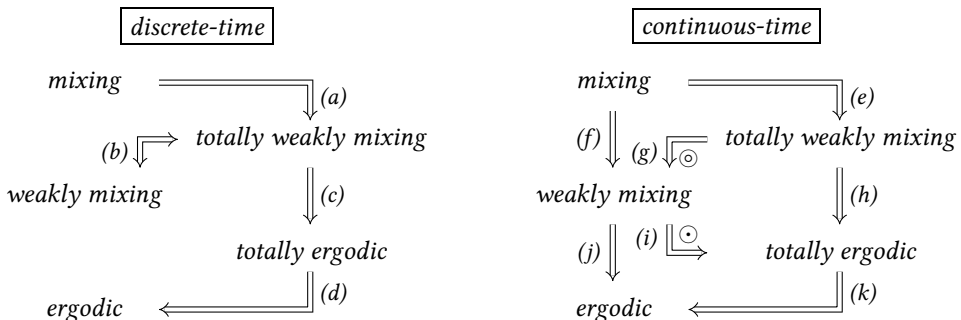 discrete-time
mixing
(a)
(b)
totally weakly mixing
weakly mixing
(c)
totally ergodic
(d)
ergodic
continuous-time
mixing
(e)
(f)
(g)
totally weakly mixing
weakly mixing
(h)
(i)
(j)
totally ergodic
(k)
ergodic